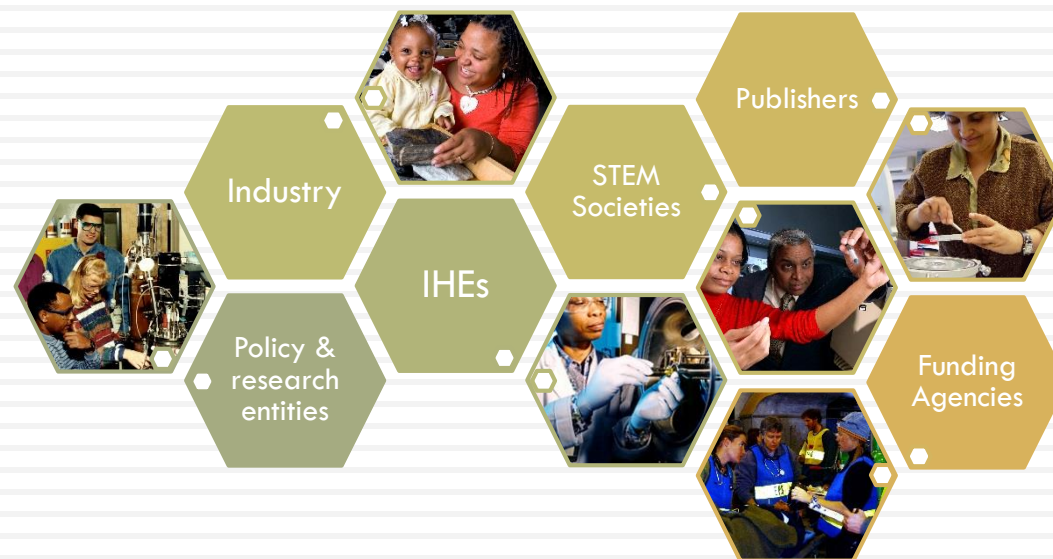 Industry
Policy &
research
entities
IHEs
STEM
Societies
Publishers
Funding
Agencies